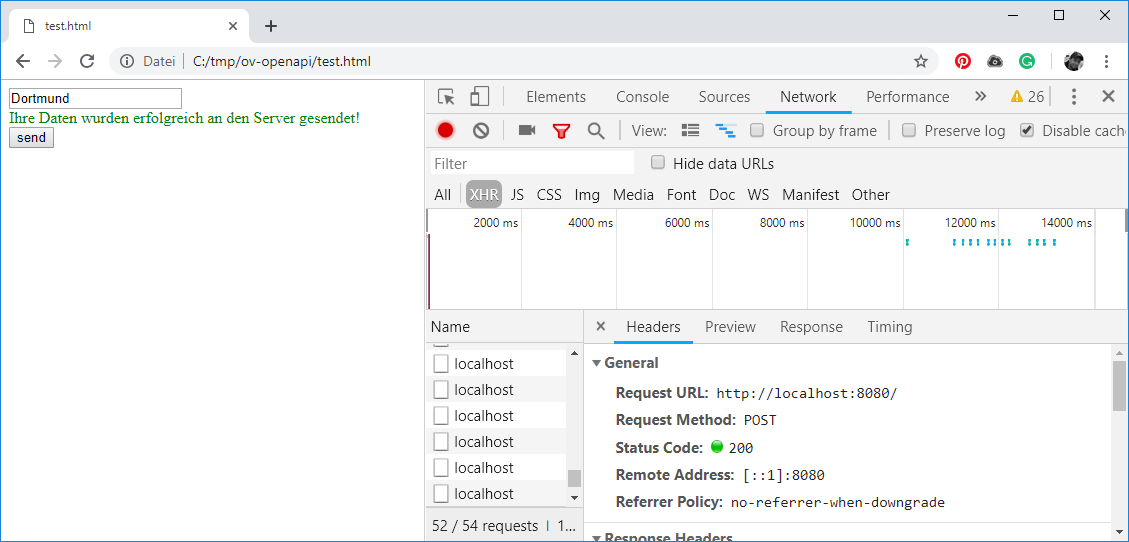 test.html
Datei C:/tmp/ov-openapi/test.html
Dortmund
Ihre Daten wurden erfolgreich an den Server gesendet!
send
Elements Console Sources Network Performance » 26
View: Group by frame Preserve log Disable cach
Filter Hide data URLs
All XHR JS CSS Img Media Font Doc WS Manifest Other
2000 ms 4000 ms 6000 ms 8000 ms 10000 ms 12000 ms 14000 ms
Name
localhost
localhost
localhost
localhost
localhost
localhost
52 / 54 requests 1...
Headers Preview Response Timing
General
Request URL: http://localhost:8080/
Request Method: POST
Status Code: 200
Remote Address: [::1]:8080
Referrer Policy: no-referrer-when-downgrade
Response Headers